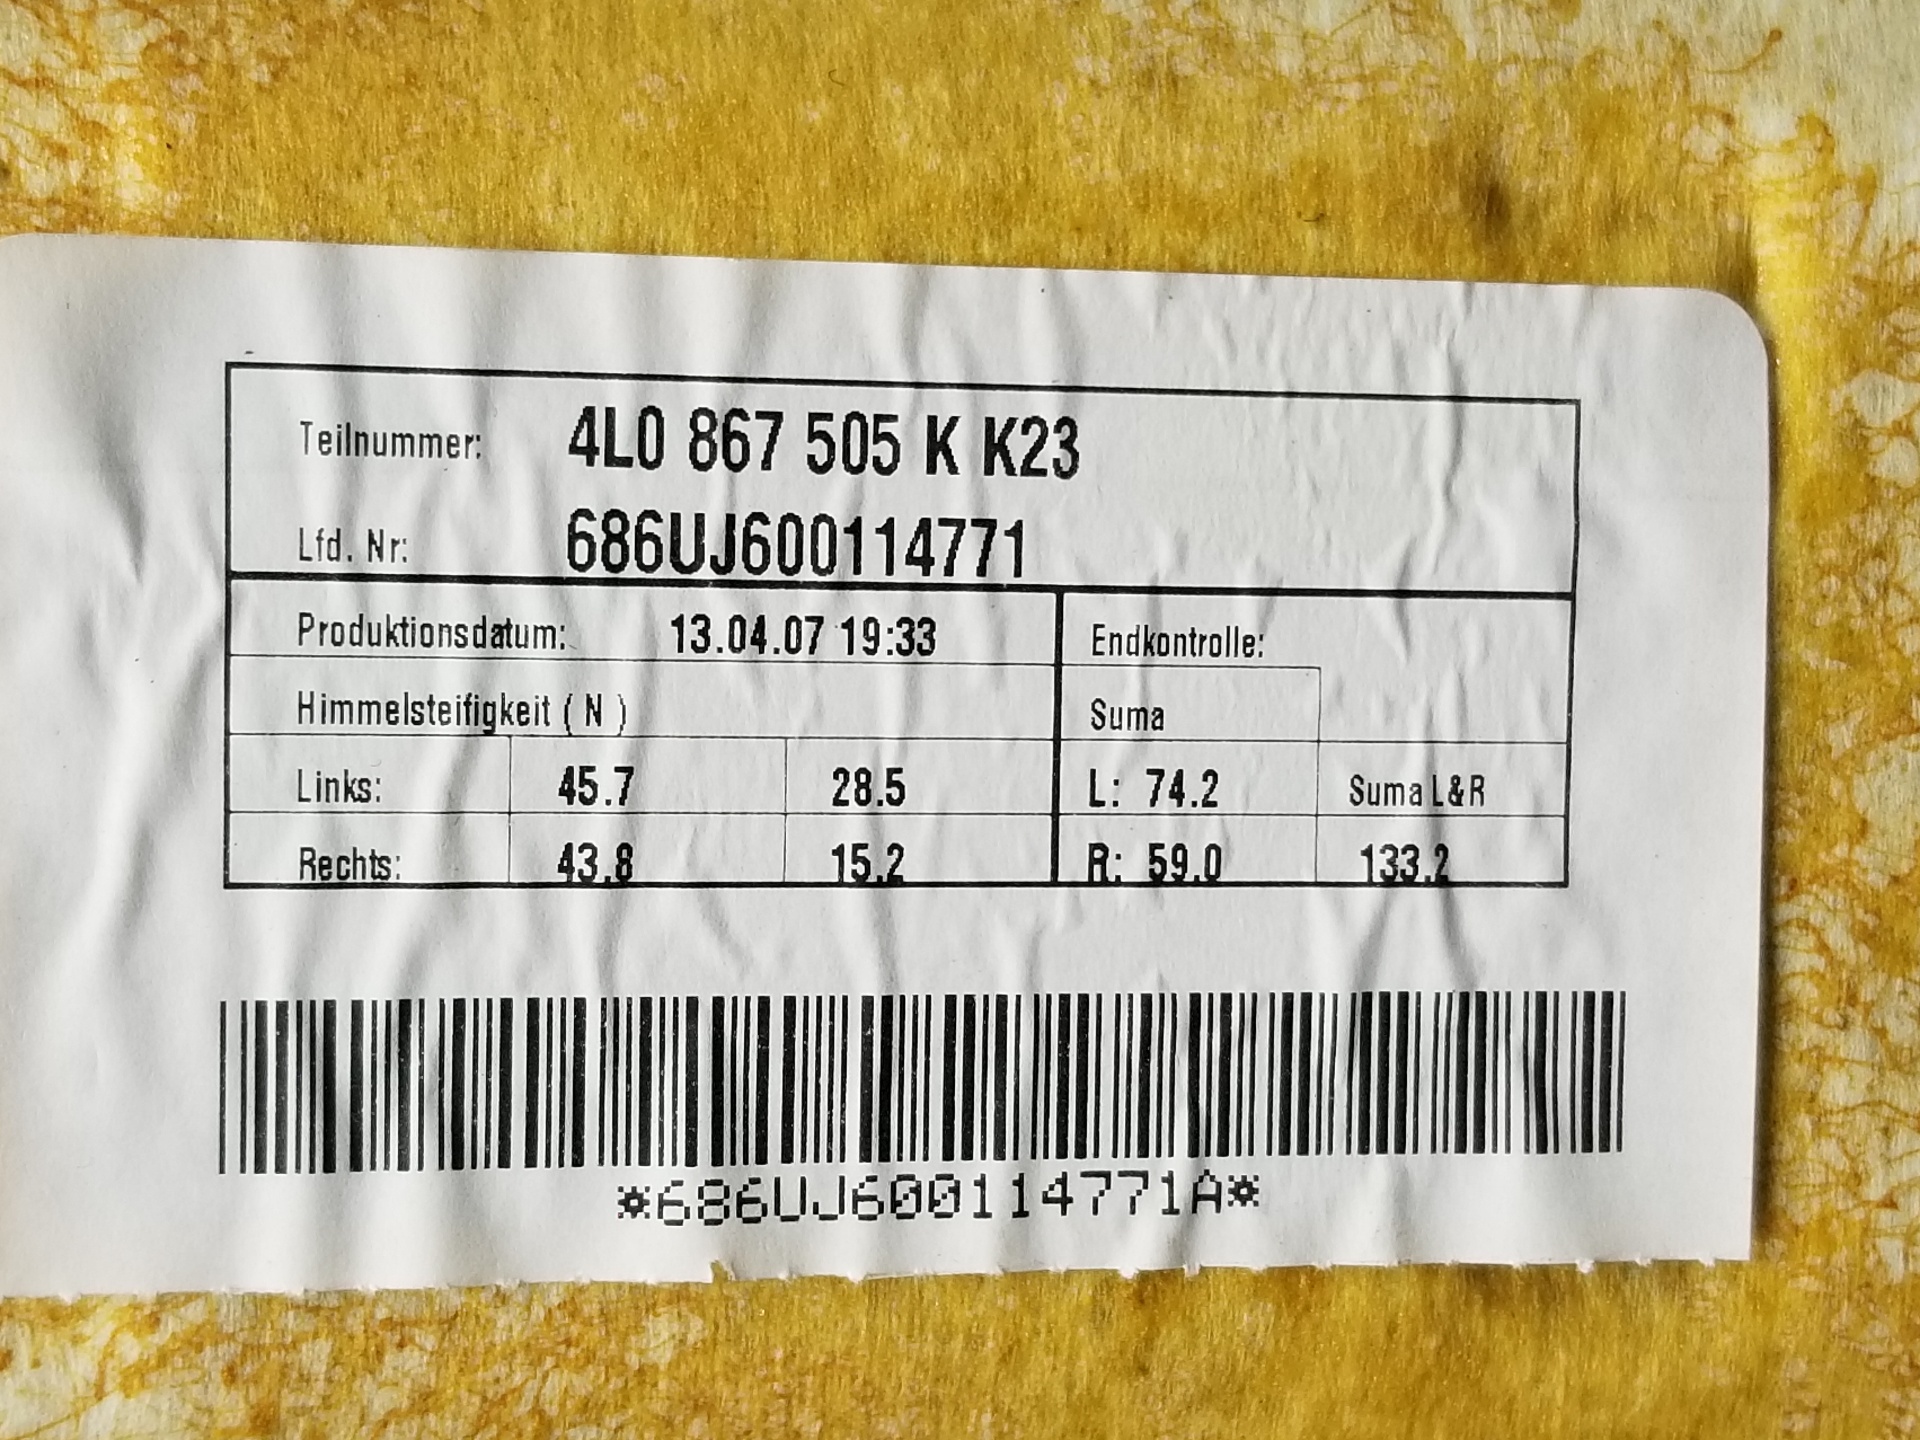 Teilnummer: 4L0 867 505 K K23
Lfd. Nr: 686UJ600114771
Produktionsdatum: 13.04.07 19:33 Endkontrolle:
Himmelsteifigkeit ( N ) Suma
Links: 45.7 28.5 L: 74.2 Suma L&R
Rechts: 43.8 15.2 R: 59.0 133.2
*686UJ600114771A*